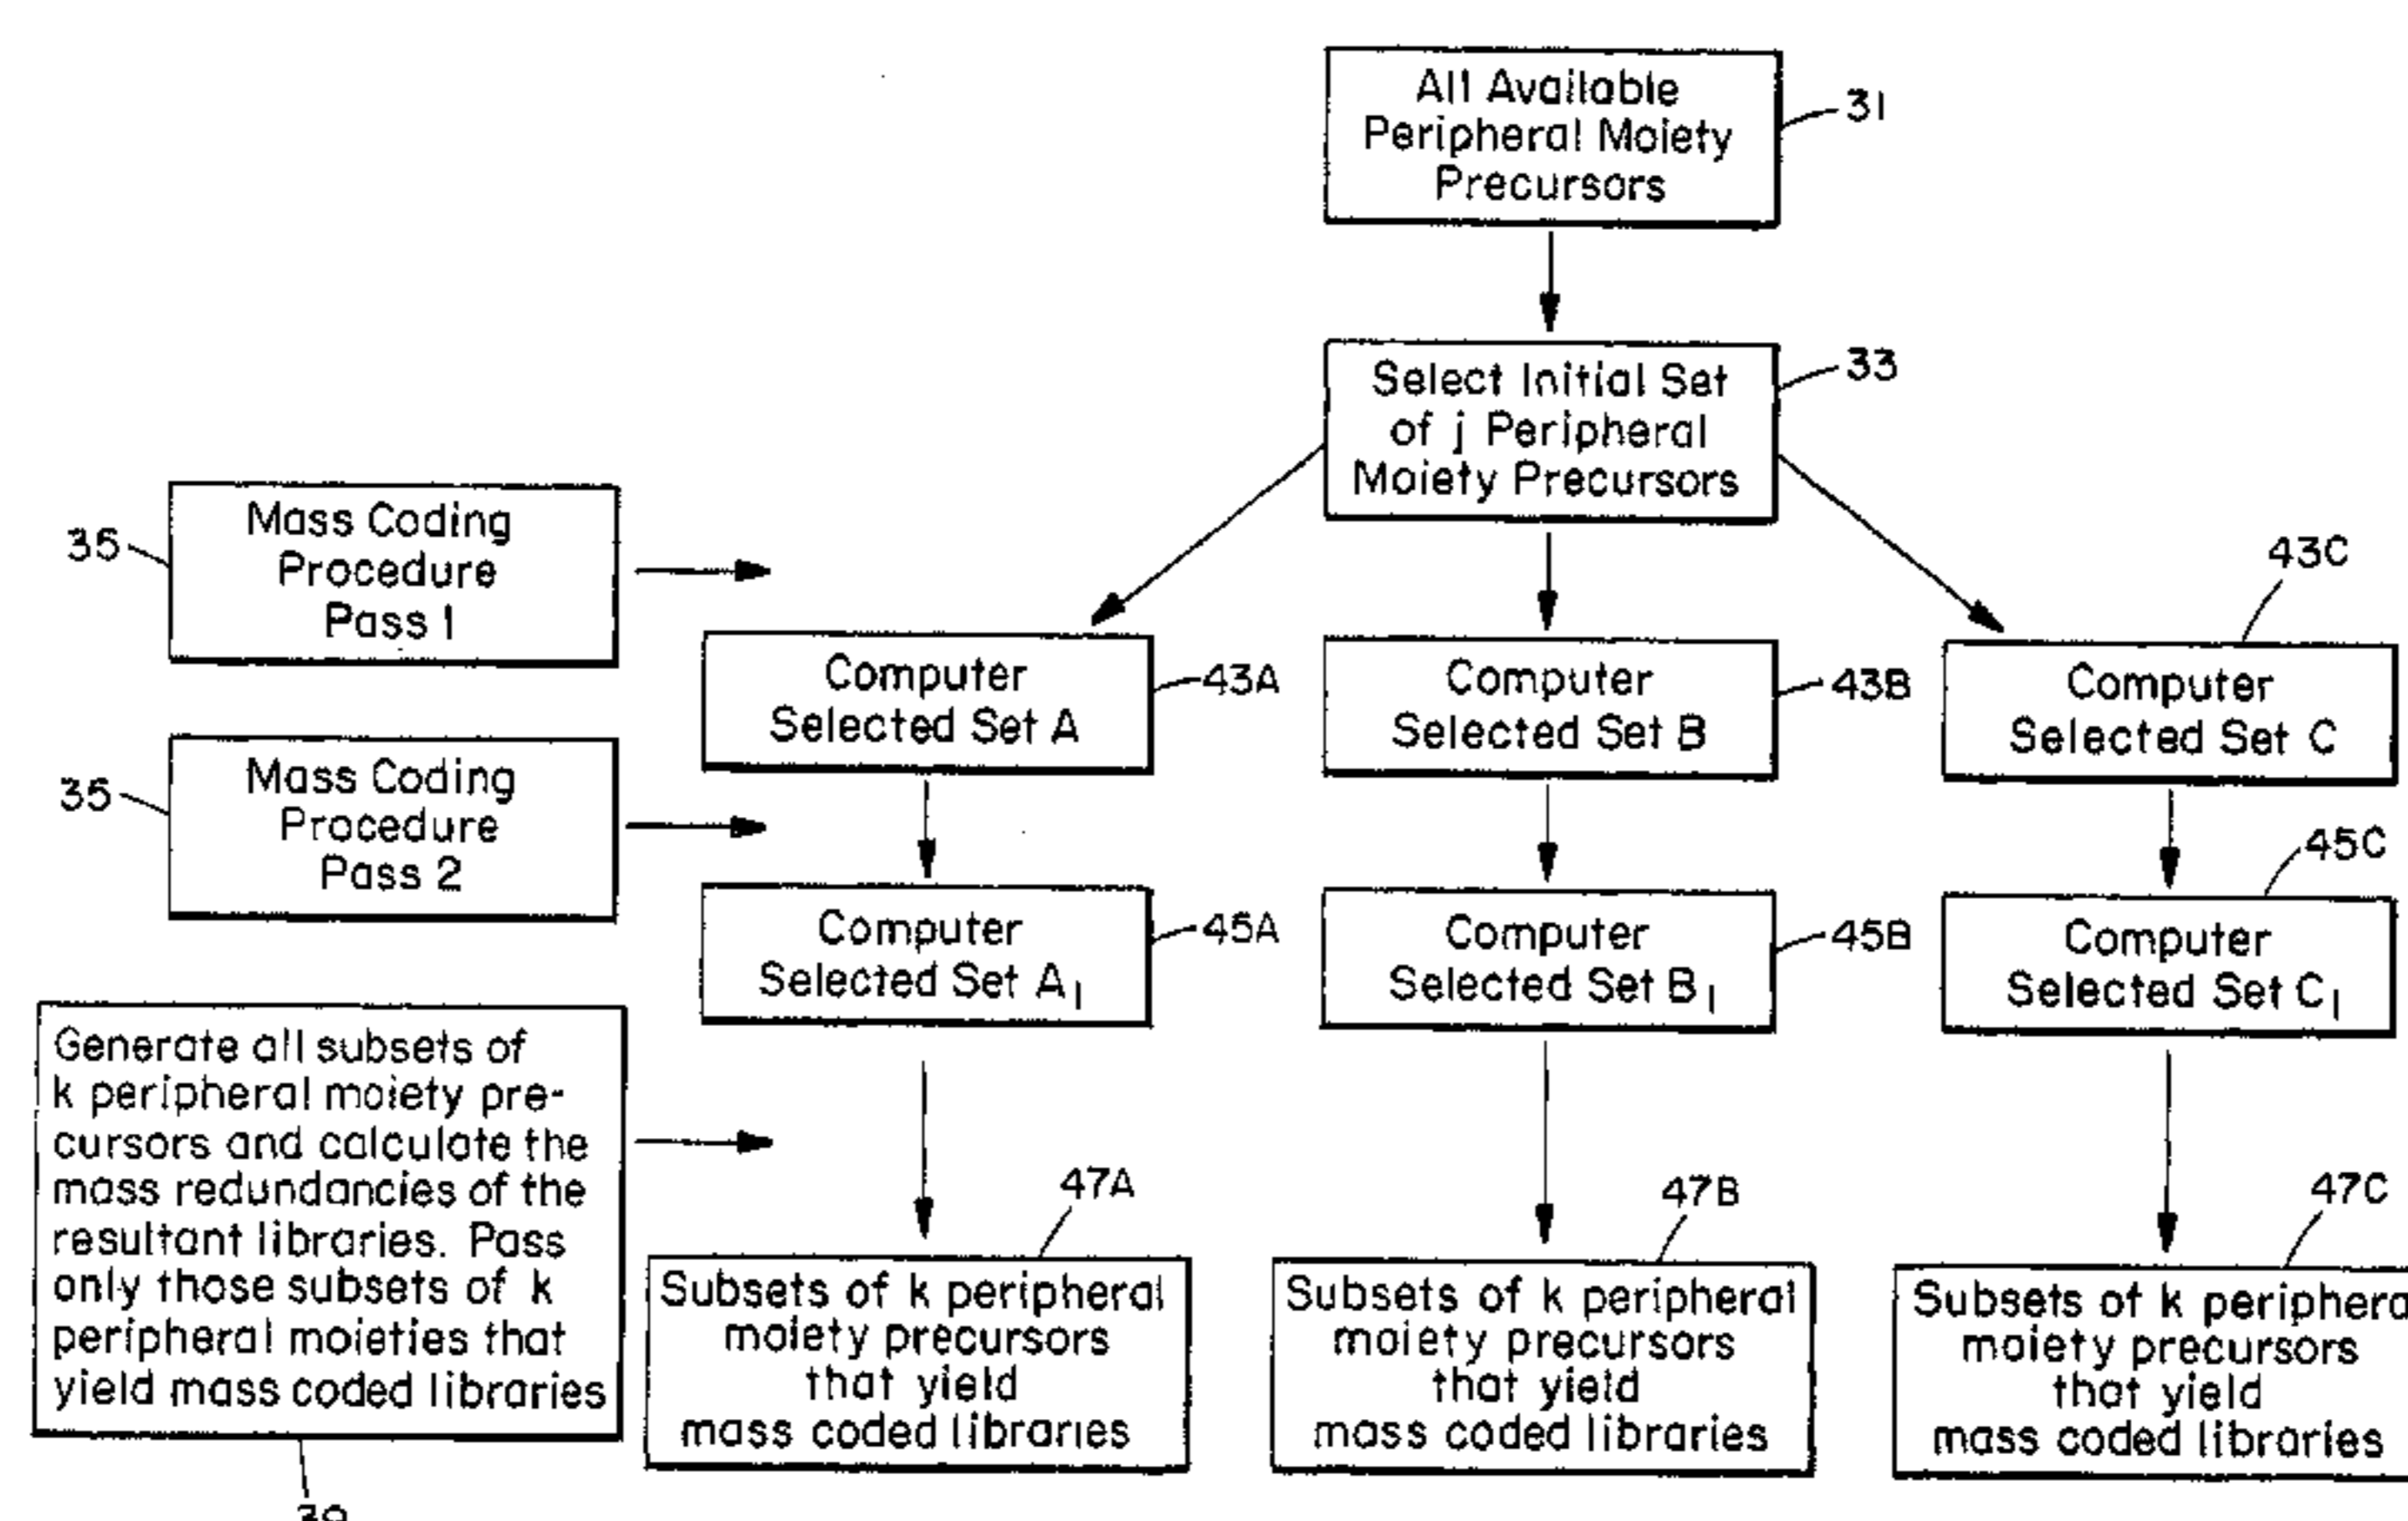 All Available
Peripheral Moiety
Precursors
31
Select Initial Set
of j Peripheral
Moiety Precursors
33
35
Mass Coding
Procedure
Pass 1
43C
Computer
Selected Set A
43A
Computer
Selected Set B
43B
Computer
Selected Set C
35
Mass Coding
Procedure
Pass 2
45C
Computer
Selected Set A1
45A
Computer
Selected Set B1
45B
Computer
Selected Set C1
Generate all subsets of
k peripheral moiety pre-
cursors and calculate the
mass redundancies of the
resultant libraries. Pass
only those subsets of k
peripheral moieties that
yield mass coded libraries
47A
Subsets of k peripheral
moiety precursors
that yield
mass coded libraries
47B
Subsets of k peripheral
moiety precursors
that yield
mass coded libraries
47C
Subsets of k periphera
moiety precursors
that yield
mass coded libraries